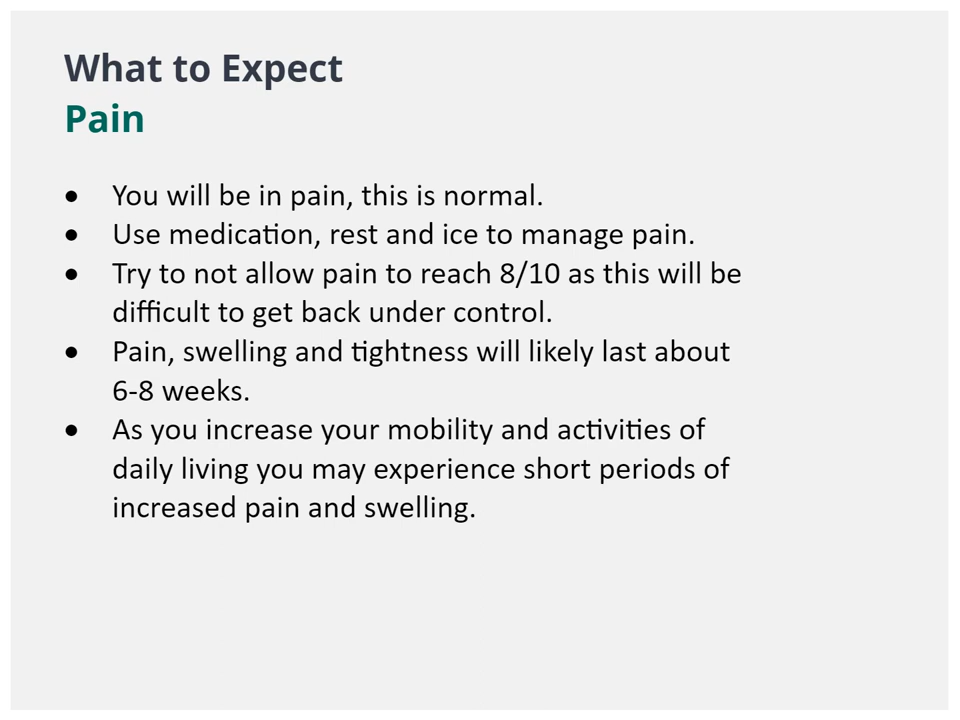 What to Expect
Pain
• You will be in pain, this is normal.
• Use medication, rest and ice to manage pain.
• Try to not allow pain to reach 8/10 as this will be
difficult to get back under control.
• Pain, swelling and tightness will likely last about
6-8 weeks.
• As you increase your mobility and activities of
daily living you may experience short periods of
increased pain and swelling.